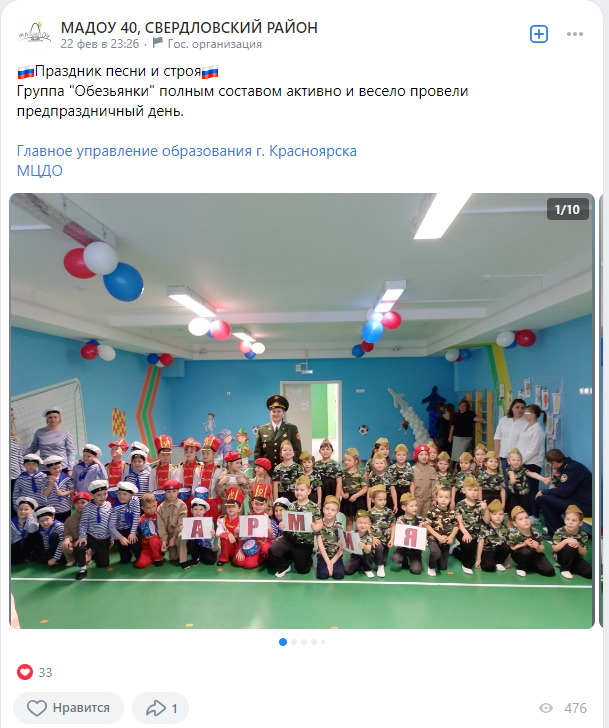 МАДОУ 40, СВЕРДЛОВСКИЙ РАЙОН
22 фев в 23:26 · Гос. организация
🇷🇺Праздник песни и строя🇷🇺
Группа "Обезьянки" полным составом активно и весело провели
предпраздничный день.
Главное управление образования г. Красноярска
МЦДО
1/10
А Р М И Я
33
Нравится
1
476